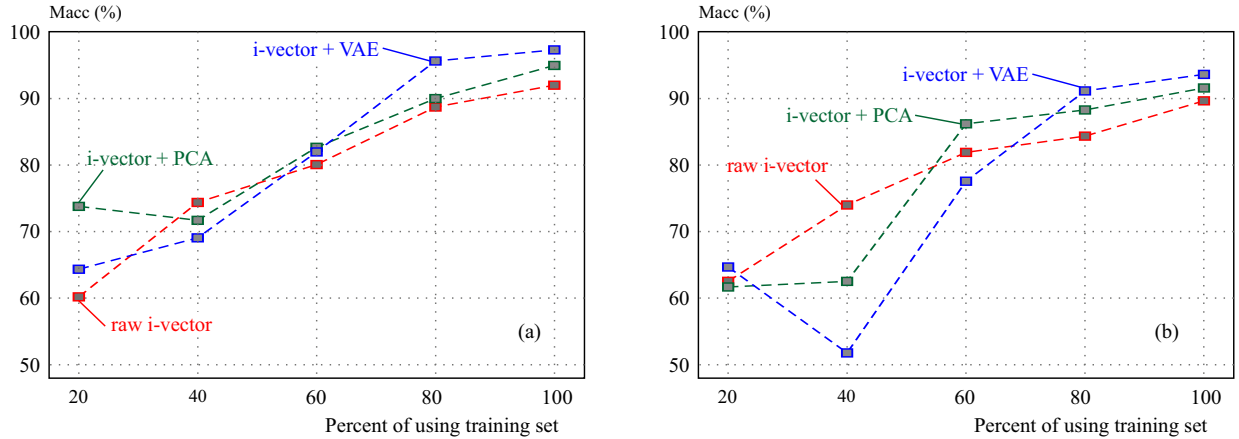 Macc (%)
100
90
80
70
60
50
i-vector + VAE
i-vector + PCA
raw i-vector
(a)
20 40 60 80 100
Percent of using training set
Macc (%)
100
90
80
70
60
50
i-vector + VAE
i-vector + PCA
raw i-vector
(b)
20 40 60 80 100
Percent of using training set